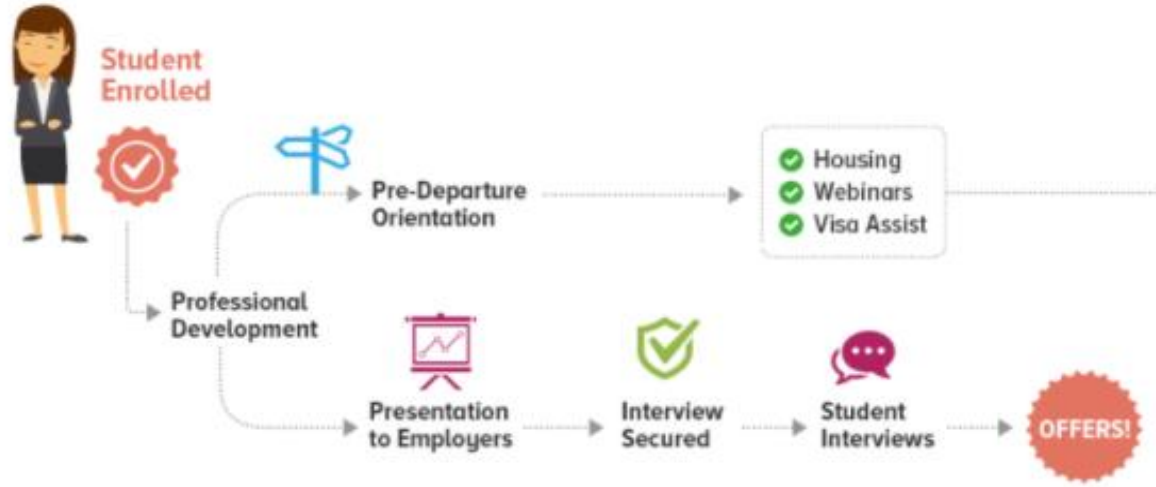 Student
Enrolled
Pre-Departure
Orientation
Housing
Webinars
Visa Assist
Professional
Development
Presentation
to Employers
Interview
Secured
Student
Interviews
OFFERS!